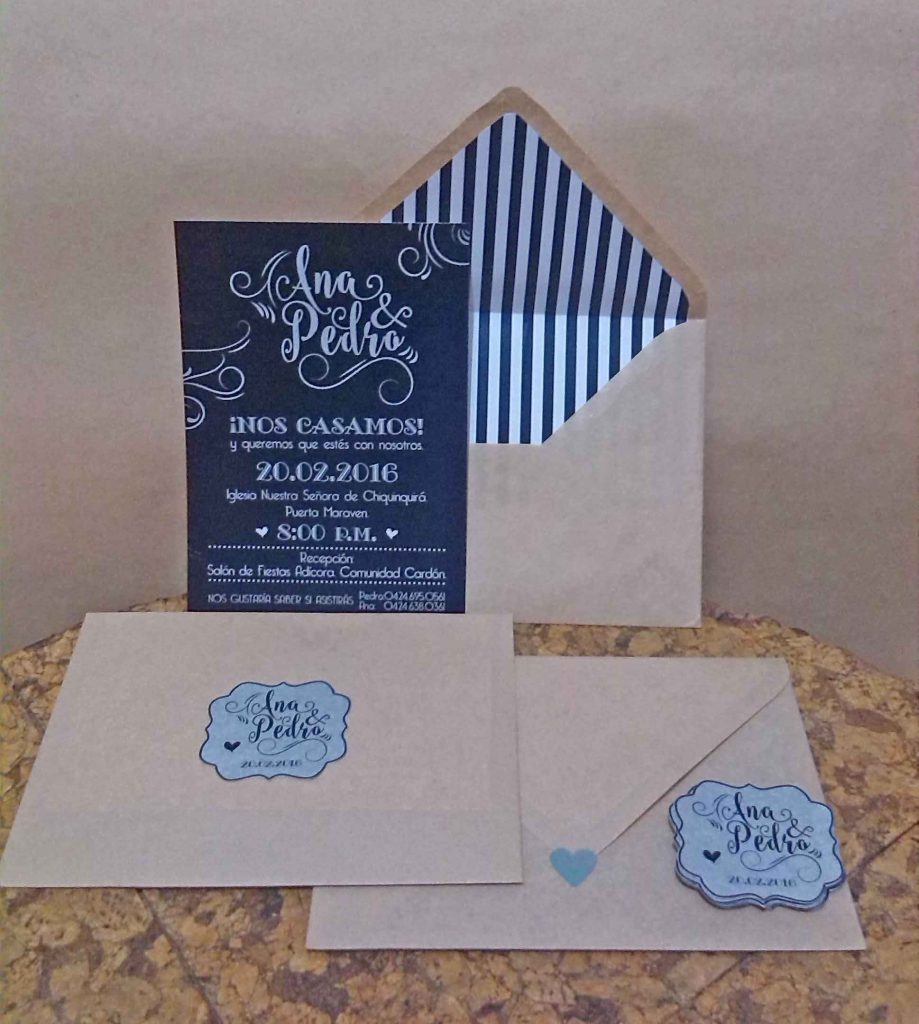 Ana
&
Pedro
¡NOS CASAMOS!
y queremos que estés con nosotros.
20.02.2016
Iglesia Nuestra Señora de Chiquinquirá.
Puerta Maraven.
8:00 P.M.
Recepción:
Salón de Fiestas Adícora. Comunidad Cardón.
NOS GUSTARÍA SABER SI ASISTIRÁS
Pedro:0424.695.0561
Ana: 0424.638.0361
Ana
&
Pedro
20.02.2016
Ana
&
Pedro
20.02.2016